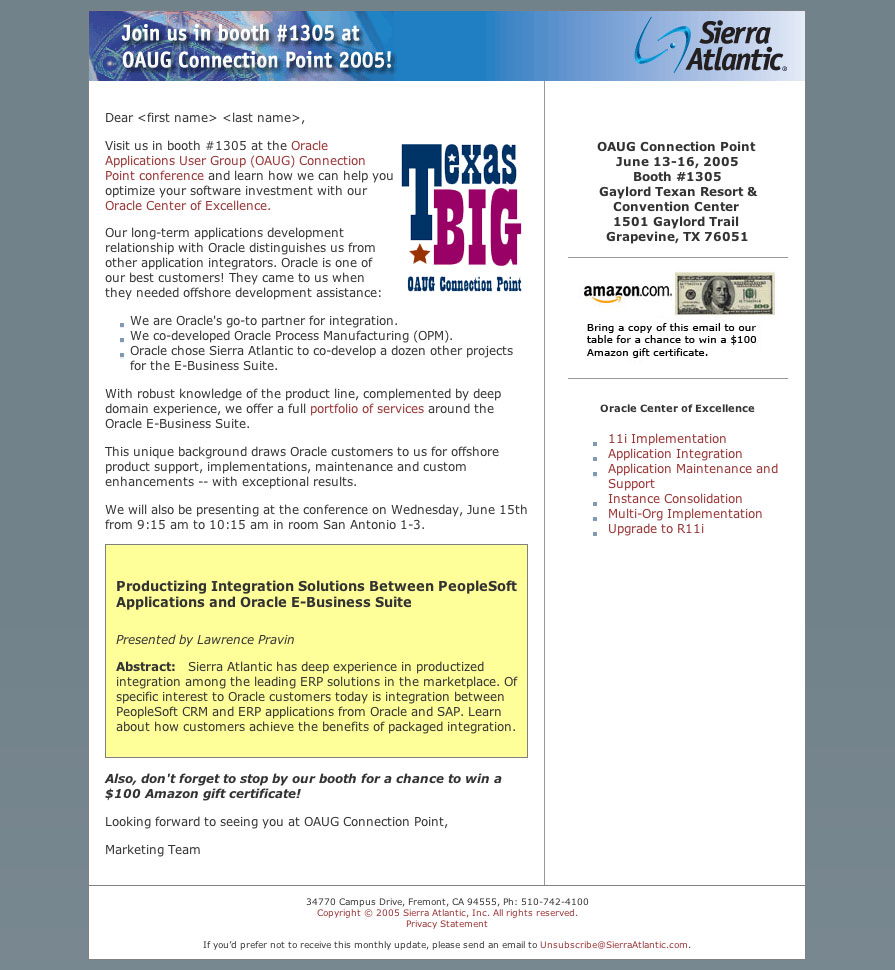 Join us in booth #1305 at
OAUG Connection Point 2005!
Sierra
Atlantic®
Dear <first name> <last name>,
Visit us in booth #1305 at the Oracle
Applications User Group (OAUG) Connection
Point conference and learn how we can help you
optimize your software investment with our
Oracle Center of Excellence.
Our long-term applications development
relationship with Oracle distinguishes us from
other application integrators. Oracle is one of
our best customers! They came to us when
they needed offshore development assistance:
Texas
BIG
OAUG Connection Point
We are Oracle's go-to partner for integration.
We co-developed Oracle Process Manufacturing (OPM).
Oracle chose Sierra Atlantic to co-develop a dozen other projects
for the E-Business Suite.
With robust knowledge of the product line, complemented by deep
domain experience, we offer a full portfolio of services around the
Oracle E-Business Suite.
This unique background draws Oracle customers to us for offshore
product support, implementations, maintenance and custom
enhancements -- with exceptional results.
We will also be presenting at the conference on Wednesday, June 15th
from 9:15 am to 10:15 am in room San Antonio 1-3.
Productizing Integration Solutions Between PeopleSoft
Applications and Oracle E-Business Suite
Presented by Lawrence Pravin
Abstract: Sierra Atlantic has deep experience in productized
integration among the leading ERP solutions in the marketplace. Of
specific interest to Oracle customers today is integration between
PeopleSoft CRM and ERP applications from Oracle and SAP. Learn
about how customers achieve the benefits of packaged integration.
Also, don't forget to stop by our booth for a chance to win a
$100 Amazon gift certificate!
Looking forward to seeing you at OAUG Connection Point,
Marketing Team
OAUG Connection Point
June 13-16, 2005
Booth #1305
Gaylord Texan Resort &
Convention Center
1501 Gaylord Trail
Grapevine, TX 76051
amazon.com.
100
Bring a copy of this email to our
table for a chance to win a $100
Amazon gift certificate.
Oracle Center of Excellence
11i Implementation
Application Integration
Application Maintenance and
Support
Instance Consolidation
Multi-Org Implementation
Upgrade to R11i
34770 Campus Drive, Fremont, CA 94555, Ph: 510-742-4100
Copyright © 2005 Sierra Atlantic, Inc. All rights reserved.
Privacy Statement
If you’d prefer not to receive this monthly update, please send an email to Unsubscribe@SierraAtlantic.com.